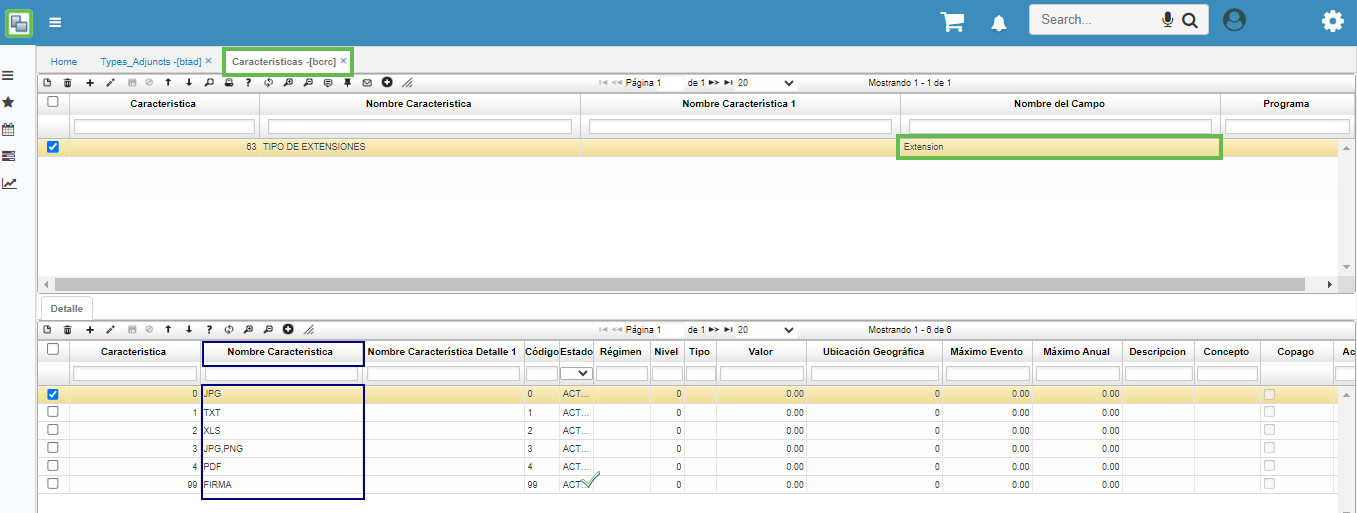 Search...
Home Types_Adjuncts -[btad] × Características -[bcrc] ×
Página 1 de 1 20 Mostrando 1 - 1 de 1
Característica Nombre Característica Nombre Característica 1 Nombre del Campo Programa
63 TIPO DE EXTENSIONES Extension
Detalle
Página 1 de 1 20 Mostrando 1 - 6 de 6
Característica Nombre Característica Nombre Característica Detalle 1 Código Estado Régimen Nivel Tipo Valor Ubicación Geográfica Máximo Evento Máximo Anual Descripcion Concepto Copago Ac
0 JPG 0 ACT... 0 0.00 0 0.00 0.00
1 TXT 1 ACT... 0 0.00 0 0.00 0.00
2 XLS 2 ACT... 0 0.00 0 0.00 0.00
3 JPG,PNG 3 ACT... 0 0.00 0 0.00 0.00
4 PDF 4 ACT... 0 0.00 0 0.00 0.00
99 FIRMA 99 ACT... 0 0.00 0 0.00 0.00